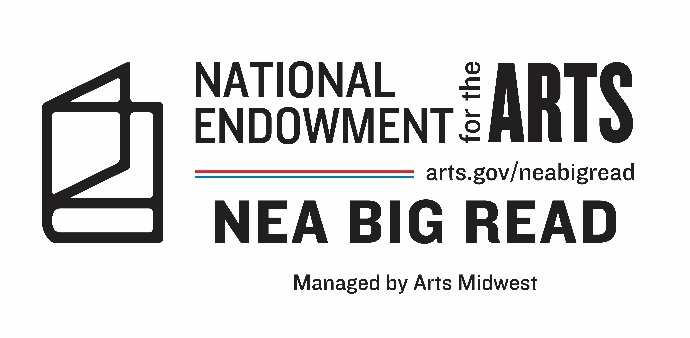 NATIONAL
ENDOWMENT for the ARTS
arts.gov/neabigread
NEA BIG READ
Managed by Arts Midwest